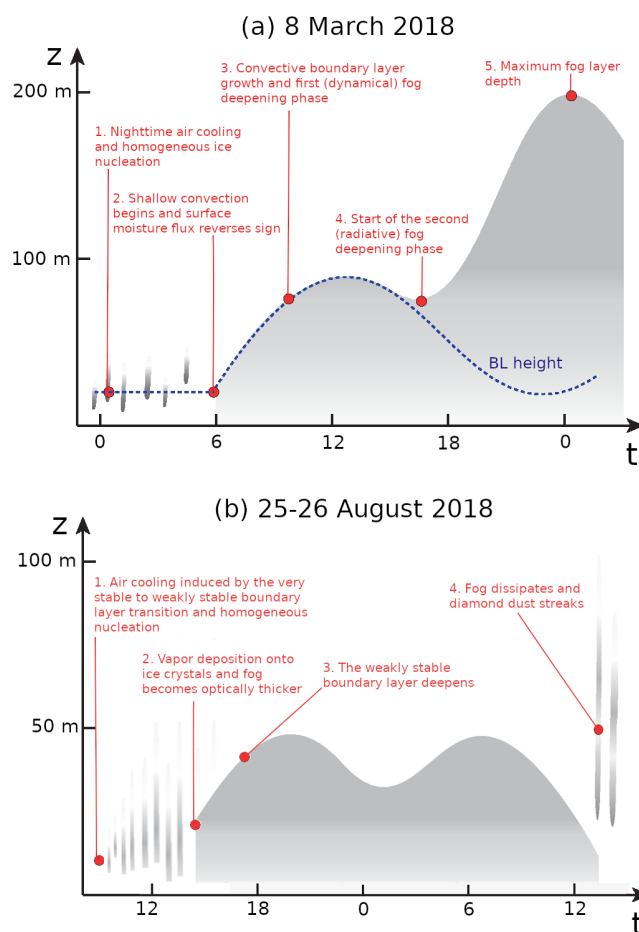 (a) 8 March 2018
z
3. Convective boundary layer
growth and first (dynamical) fog
deepening phase
5. Maximum fog layer
depth
200 m
1. Nighttime air cooling
and homogeneous ice
nucleation
2. Shallow convection
begins and surface
moisture flux reverses sign
4. Start of the second
(radiative) fog
deepening phase
100 m
BL height
0 6 12 18 0
t
(b) 25-26 August 2018
z
100 m
1. Air cooling induced by the very
stable to weakly stable boundary
layer transition and homogeneous
nucleation
4. Fog dissipates and
diamond dust streaks
2. Vapor deposition onto
ice crystals and fog
becomes optically thicker
3. The weakly stable
boundary layer deepens
50 m
0
12 18 0 6 12
t